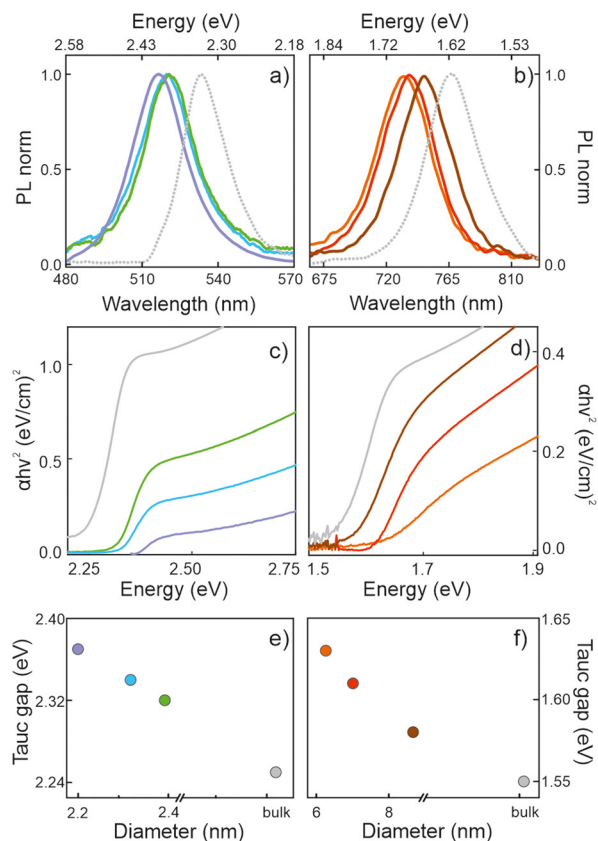 Energy (eV) Energy (eV)
2.58 2.43 2.30 2.18 1.84 1.72 1.62 1.53
1.0 a) b) 1.0
PL norm 0.5 0.5 PL norm
0.0 0.0
480 510 540 570 675 720 765 810
Wavelength (nm) Wavelength (nm)
1.0 c) d) 0.4
αhv² (eV/cm)² 0.5 0.2 αhv² (eV/cm)²
0.0 0.0
2.25 2.50 2.75 1.5 1.7 1.9
Energy (eV) Energy (eV)
2.40 e) f) 1.65
Tauc gap (eV) 2.32 1.60 Tauc gap (eV)
2.24 1.55
2.2 2.4 bulk 6 8 bulk
Diameter (nm) Diameter (nm)